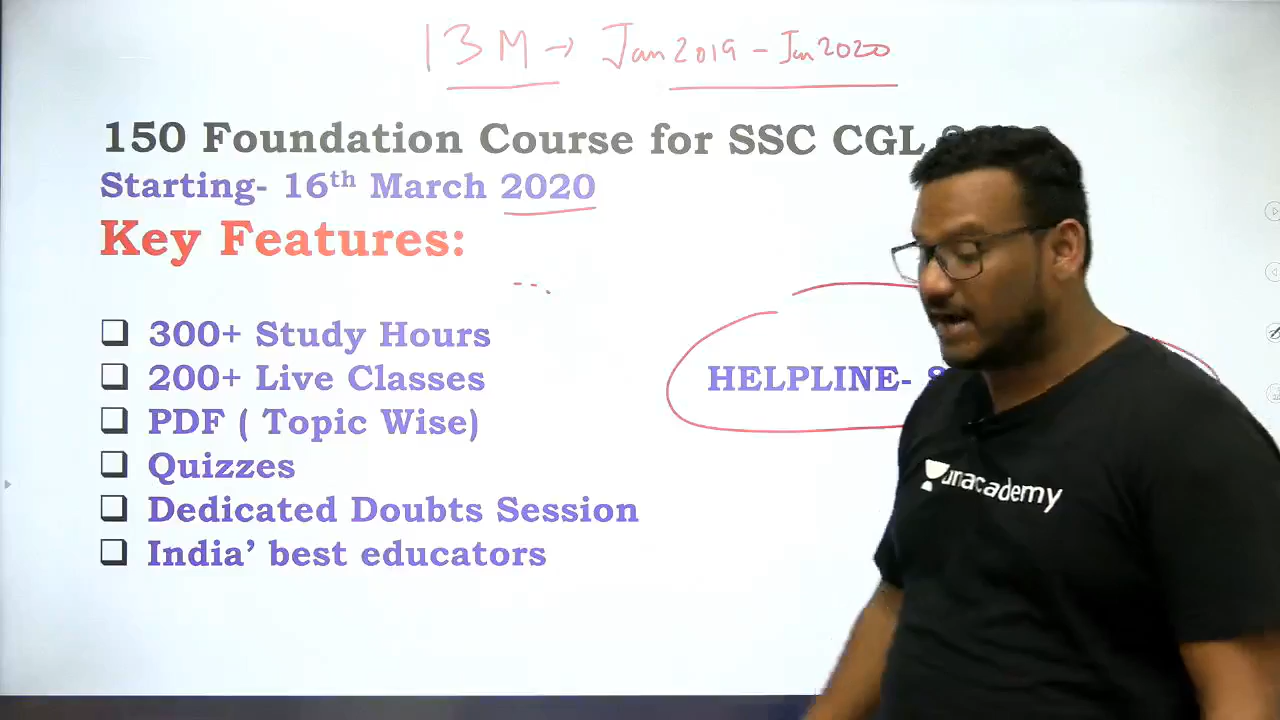 13M → Jan 2019 - Jan 2020
150 Foundation Course for SSC CGL
Starting- 16th March 2020
Key Features:
❑ 300+ Study Hours
❑ 200+ Live Classes
❑ PDF ( Topic Wise)
❑ Quizzes
❑ Dedicated Doubts Session
❑ India’ best educators
HELPLINE-
unacademy